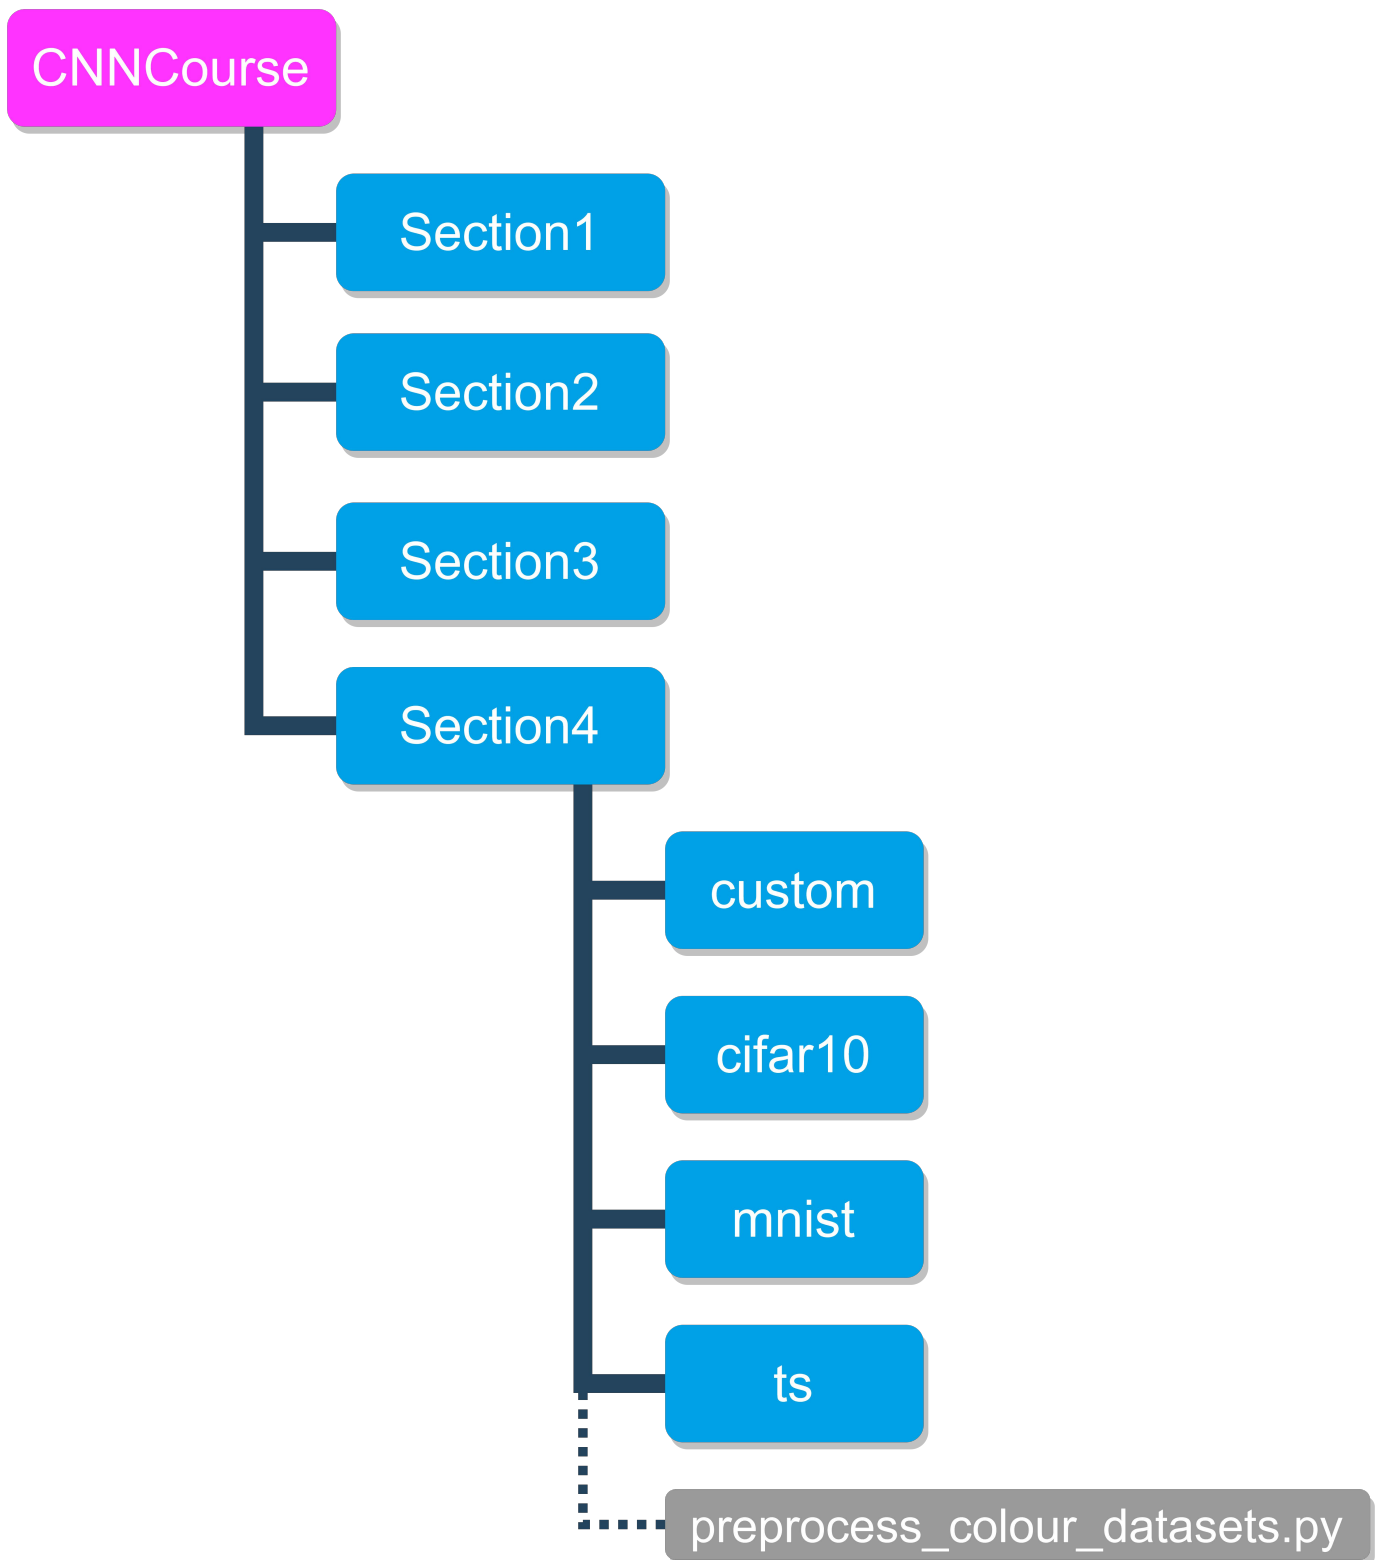 CNNCourse
Section1
Section2
Section3
Section4
custom
cifar10
mnist
ts
preprocess_colour_datasets.py